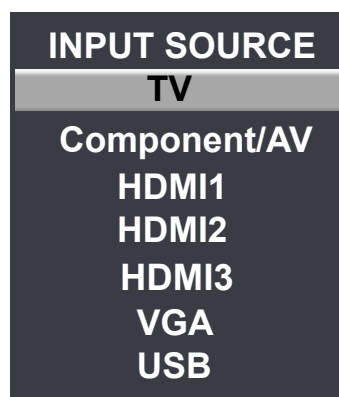 INPUT SOURCE
TV
Component/AV
HDMI1
HDMI2
HDMI3
VGA
USB